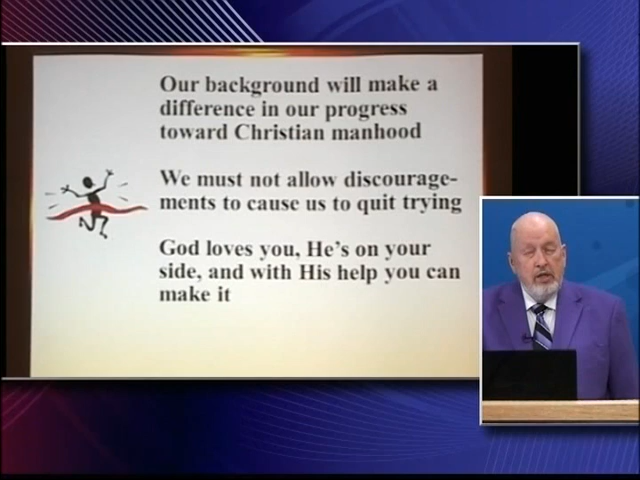 Our background will make a
difference in our progress
toward Christian manhood
We must not allow discourage-
ments to cause us to quit trying
God loves you, He's on your
side, and with His help you can
make it